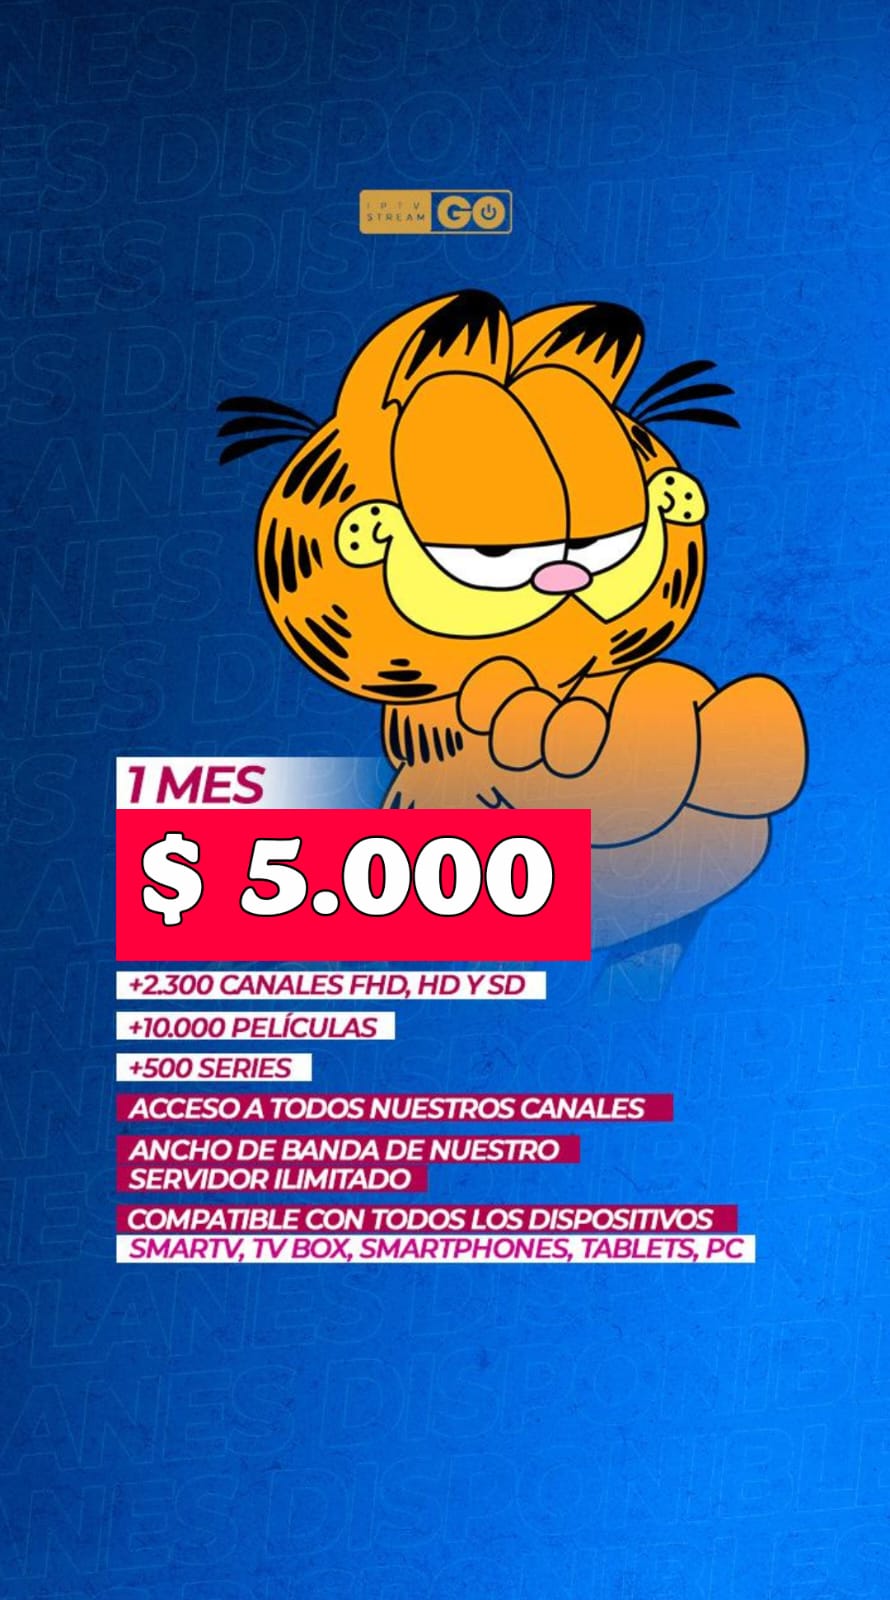 IPTV
STREAM GO
1 MES
$ 5.000
+2.300 CANALES FHD, HD Y SD
+10.000 PELÍCULAS
+500 SERIES
ACCESO A TODOS NUESTROS CANALES
ANCHO DE BANDA DE NUESTRO
SERVIDOR ILIMITADO
COMPATIBLE CON TODOS LOS DISPOSITIVOS
SMARTV, TV BOX, SMARTPHONES, TABLETS, PC